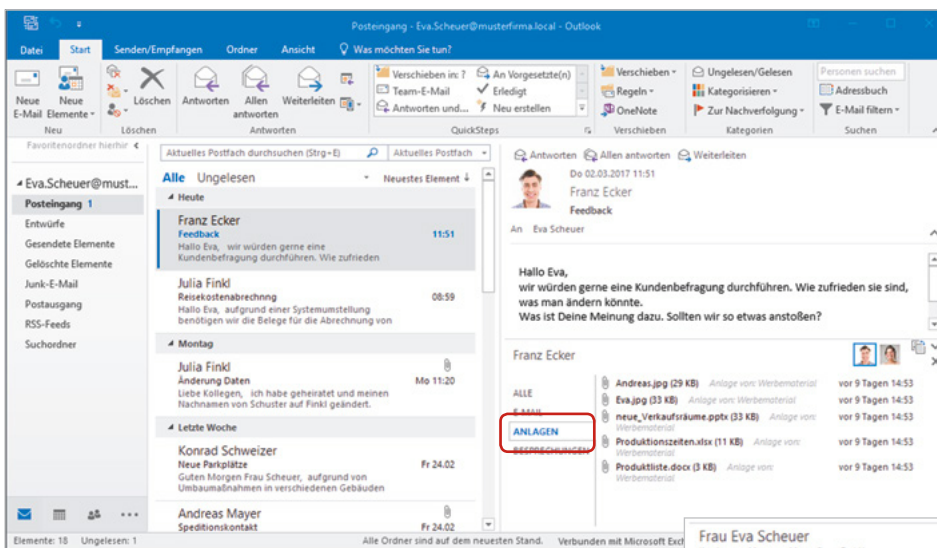 Posteingang - Eva.Scheuer@musterfirma.local - Outlook
Datei Start Senden/Empfangen Ordner Ansicht Was möchten Sie tun?
Neue E-Mail
Neue Elemente
Löschen
Antworten
Allen antworten
Weiterleiten
Verschieben in: ?
Team-E-Mail
Antworten und...
An Vorgesetzte(n)
Erledigt
Neu erstellen
Verschieben
Regeln
OneNote
Ungelesen/Gelesen
Kategorisieren
Zur Nachverfolgung
Personen suchen
Adressbuch
E-Mail filtern
Neu Löschen Antworten QuickSteps Verschieben Kategorien Suchen
Favoritenordner hierhin
Eva.Scheuer@must...
Posteingang 1
Entwürfe
Gesendete Elemente
Gelöschte Elemente
Junk-E-Mail
Postausgang
RSS-Feeds
Suchordner
Aktuelles Postfach durchsuchen (Strg+E) Aktuelles Postfach
Alle Ungelesen Neuestes Element
Heute
Franz Ecker
Feedback 11:51
Hallo Eva, wir würden gerne eine
Kundenbefragung durchführen. Wie zufrieden
Julia Finkl
Reisekostenabrechnng 08:59
Hallo Eva, aufgrund einer Systemumstellung
benötigen wir die Belege für die Abrechnung von
Montag
Julia Finkl
Änderung Daten Mo 11:20
Liebe Kollegen, ich habe geheiratet und meinen
Nachnamen von Schuster auf Finkl geändert.
Letzte Woche
Konrad Schweizer
Neue Parkplätze Fr 24.02
Guten Morgen Frau Scheuer, aufgrund von
Umbaumaßnahmen in verschiedenen Gebäuden
Andreas Mayer
Speditionskontakt Fr 24.02
Antworten Allen antworten Weiterleiten
Do 02.03.2017 11:51
Franz Ecker
Feedback
An Eva Scheuer
Hallo Eva,
wir würden gerne eine Kundenbefragung durchführen. Wie zufrieden sie sind,
was man ändern könnte.
Was ist Deine Meinung dazu. Sollten wir so etwas anstoßen?
Franz Ecker
ALLE
E-MAIL
ANLAGEN
BESPRECHUNGEN
Andreas.jpg (29 KB) Anlage von: Werbematerial vor 9 Tagen 14:53
Eva.jpg (33 KB) Anlage von: Werbematerial vor 9 Tagen 14:53
neue_Verkaufsräume.pptx (33 KB) Anlage von: vor 9 Tagen 14:53
Werbematerial
Produktionszeiten.xlsx (11 KB) Anlage von: vor 9 Tagen 14:53
Werbematerial
Produktliste.docx (3 KB) Anlage von: vor 9 Tagen 14:53
Werbematerial
Elemente: 18 Ungelesen: 1 Alle Ordner sind auf dem neuesten Stand. Verbunden mit Microsoft Exch
Frau Eva Scheuer